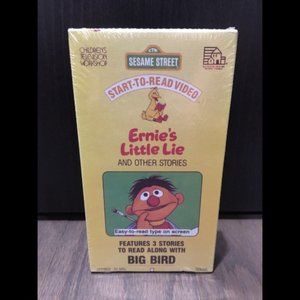 CHILDREN'S
TELEVISION
WORKSHOP
CTW
SESAME STREET
START-TO-READ VIDEO
Ernie's
Little Lie
AND OTHER STORIES
Easy-to-read type on screen
FEATURES 3 STORIES
TO READ ALONG WITH
BIG BIRD